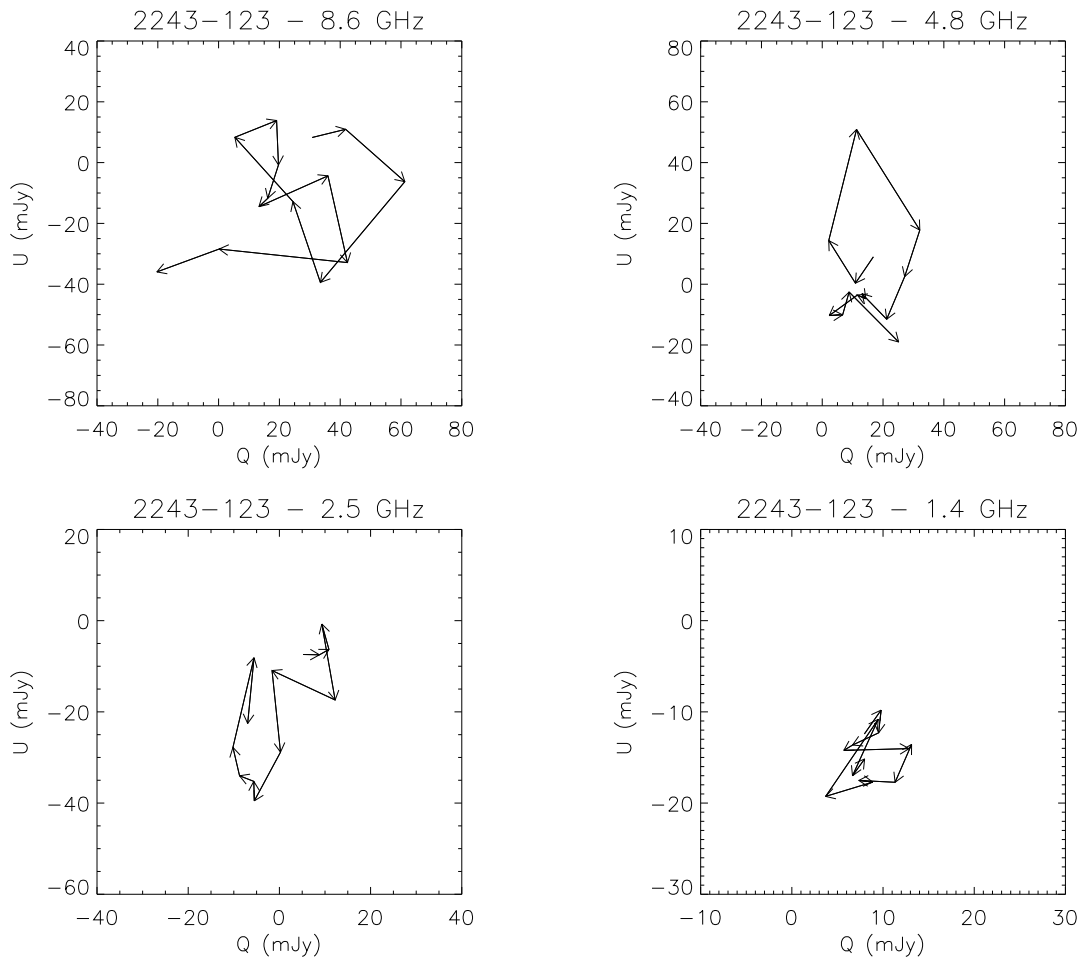 2243-123 - 8.6 GHz
2243-123 - 4.8 GHz
40
20
0
-20
-40
-60
-80
U (mJy)
-40 -20 0 20 40 60 80
Q (mJy)
80
60
40
20
0
-20
-40
U (mJy)
-40 -20 0 20 40 60 80
Q (mJy)
2243-123 - 2.5 GHz
2243-123 - 1.4 GHz
20
0
-20
-40
-60
U (mJy)
-40 -20 0 20 40
Q (mJy)
10
0
-10
-20
-30
U (mJy)
-10 0 10 20 30
Q (mJy)